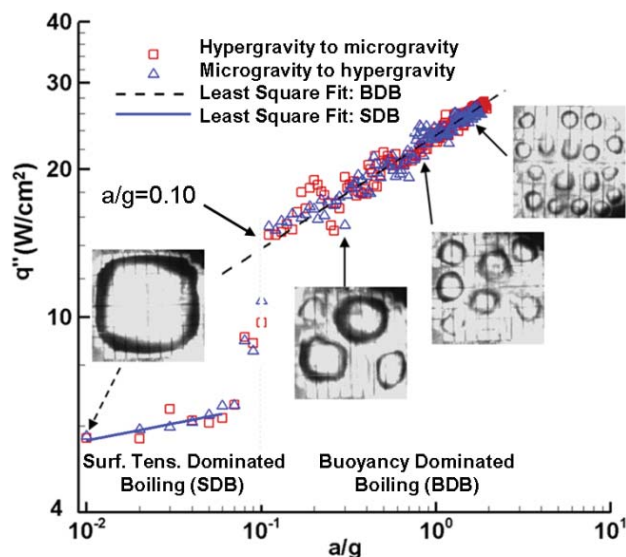 40
30
20
10
4
q"(W/cm²)
Hypergravity to microgravity
Microgravity to hypergravity
Least Square Fit: BDB
Least Square Fit: SDB
a/g=0.10
Surf. Tens. Dominated
Boiling (SDB)
Buoyancy Dominated
Boiling (BDB)
10⁻²
10⁻¹
10⁰
10¹
a/g